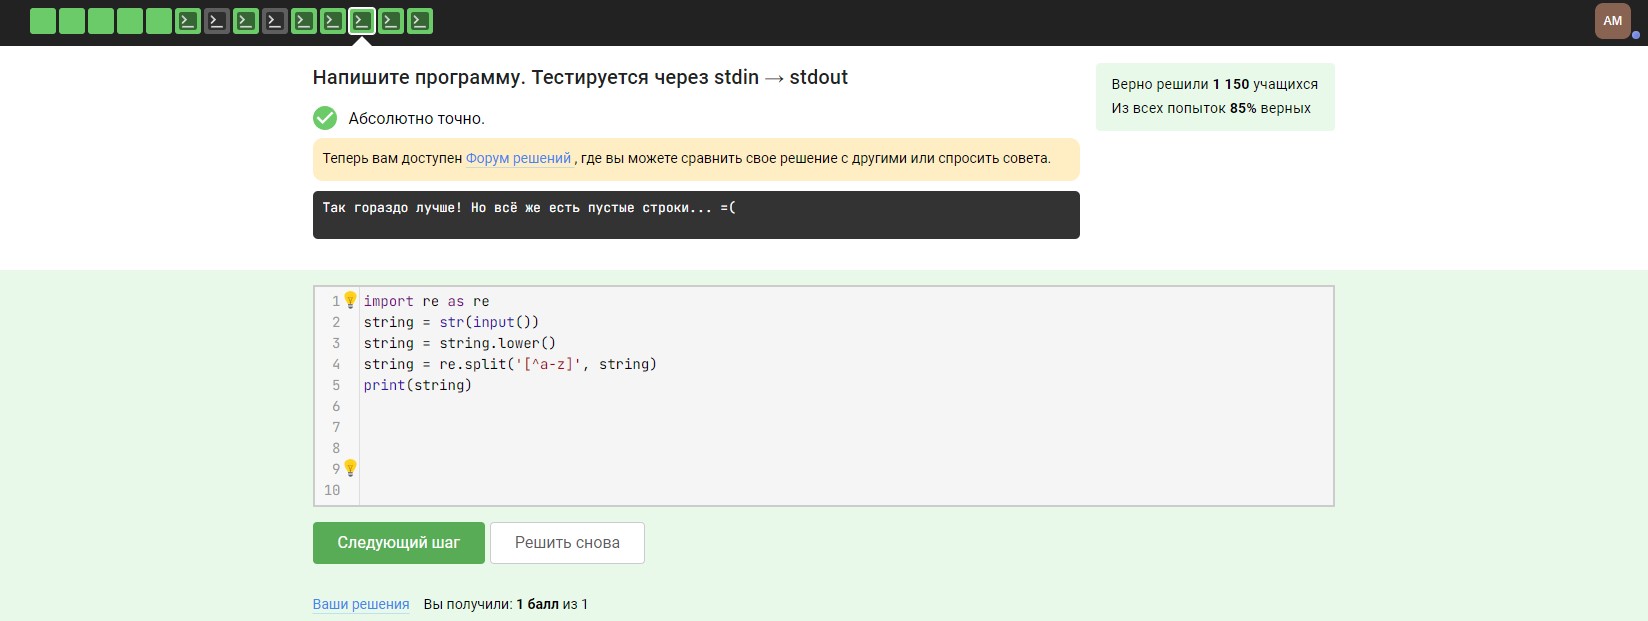 AM
Напишите программу. Тестируется через stdin → stdout
Верно решили 1 150 учащихся
Из всех попыток 85% верных
Абсолютно точно.
Теперь вам доступен Форум решений , где вы можете сравнить свое решение с другими или спросить совета.
Так гораздо лучше! Но всё же есть пустые строки... =(
1 import re as re
2 string = str(input())
3 string = string.lower()
4 string = re.split('[^a-z]', string)
5 print(string)
6
7
8
9
10
Следующий шаг Решить снова
Ваши решения Вы получили: 1 балл из 1